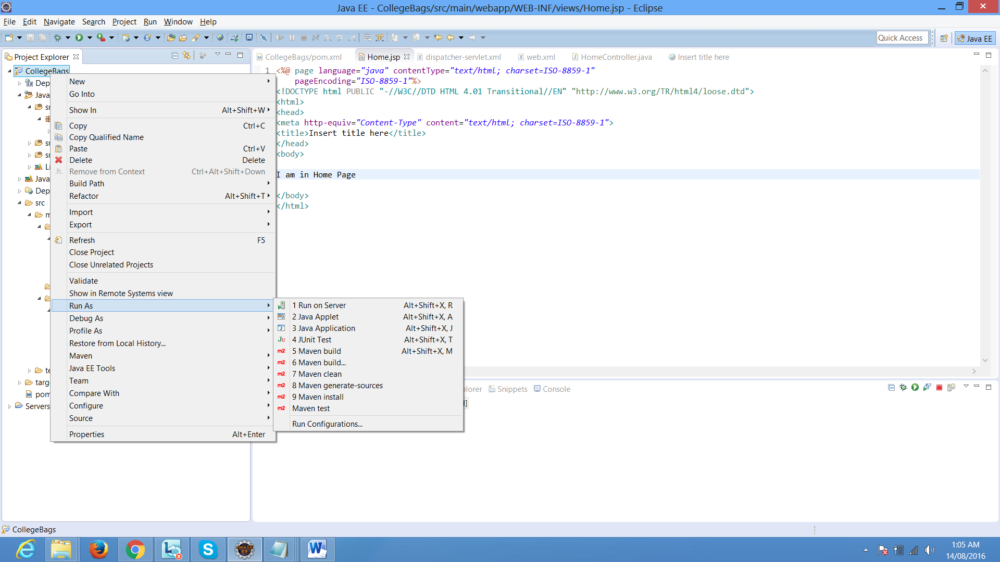 Java EE - CollegeBags/src/main/webapp/WEB-INF/views/Home.jsp - Eclipse
File Edit Navigate Search Project Run Window Help
Quick Access
Java EE
Project Explorer
CollegeBags
Dep
Java
Java
Dep
src
targ
pom
Servers
New
Go Into
Show In Alt+Shift+W
Copy Ctrl+C
Copy Qualified Name
Paste Ctrl+V
Delete Delete
Remove from Context Ctrl+Alt+Shift+Down
Build Path
Refactor Alt+Shift+T
Import
Export
Refresh F5
Close Project
Close Unrelated Projects
Validate
Show in Remote Systems view
Run As
Debug As
Profile As
Restore from Local History...
Maven
Java EE Tools
Team
Compare With
Configure
Source
Properties Alt+Enter
1 Run on Server Alt+Shift+X, R
2 Java Applet Alt+Shift+X, A
3 Java Application Alt+Shift+X, J
4 JUnit Test Alt+Shift+X, T
5 Maven build Alt+Shift+X, M
6 Maven build...
7 Maven clean
8 Maven generate-sources
9 Maven install
Maven test
Run Configurations...
CollegeBags/pom.xml Home.jsp dispatcher-servlet.xml web.xml HomeController.java Insert title here
1 <%@ page language="java" contentType="text/html; charset=ISO-8859-1"
pageEncoding="ISO-8859-1"%>
<!DOCTYPE html PUBLIC "-//W3C//DTD HTML 4.01 Transitional//EN" "http://www.w3.org/TR/html4/loose.dtd">
<html>
<head>
<meta http-equiv="Content-Type" content="text/html; charset=ISO-8859-1">
<title>Insert title here</title>
</head>
<body>
I am in Home Page
</body>
</html>
plorer Snippets Console
CollegeBags
1:05 AM
14/08/2016